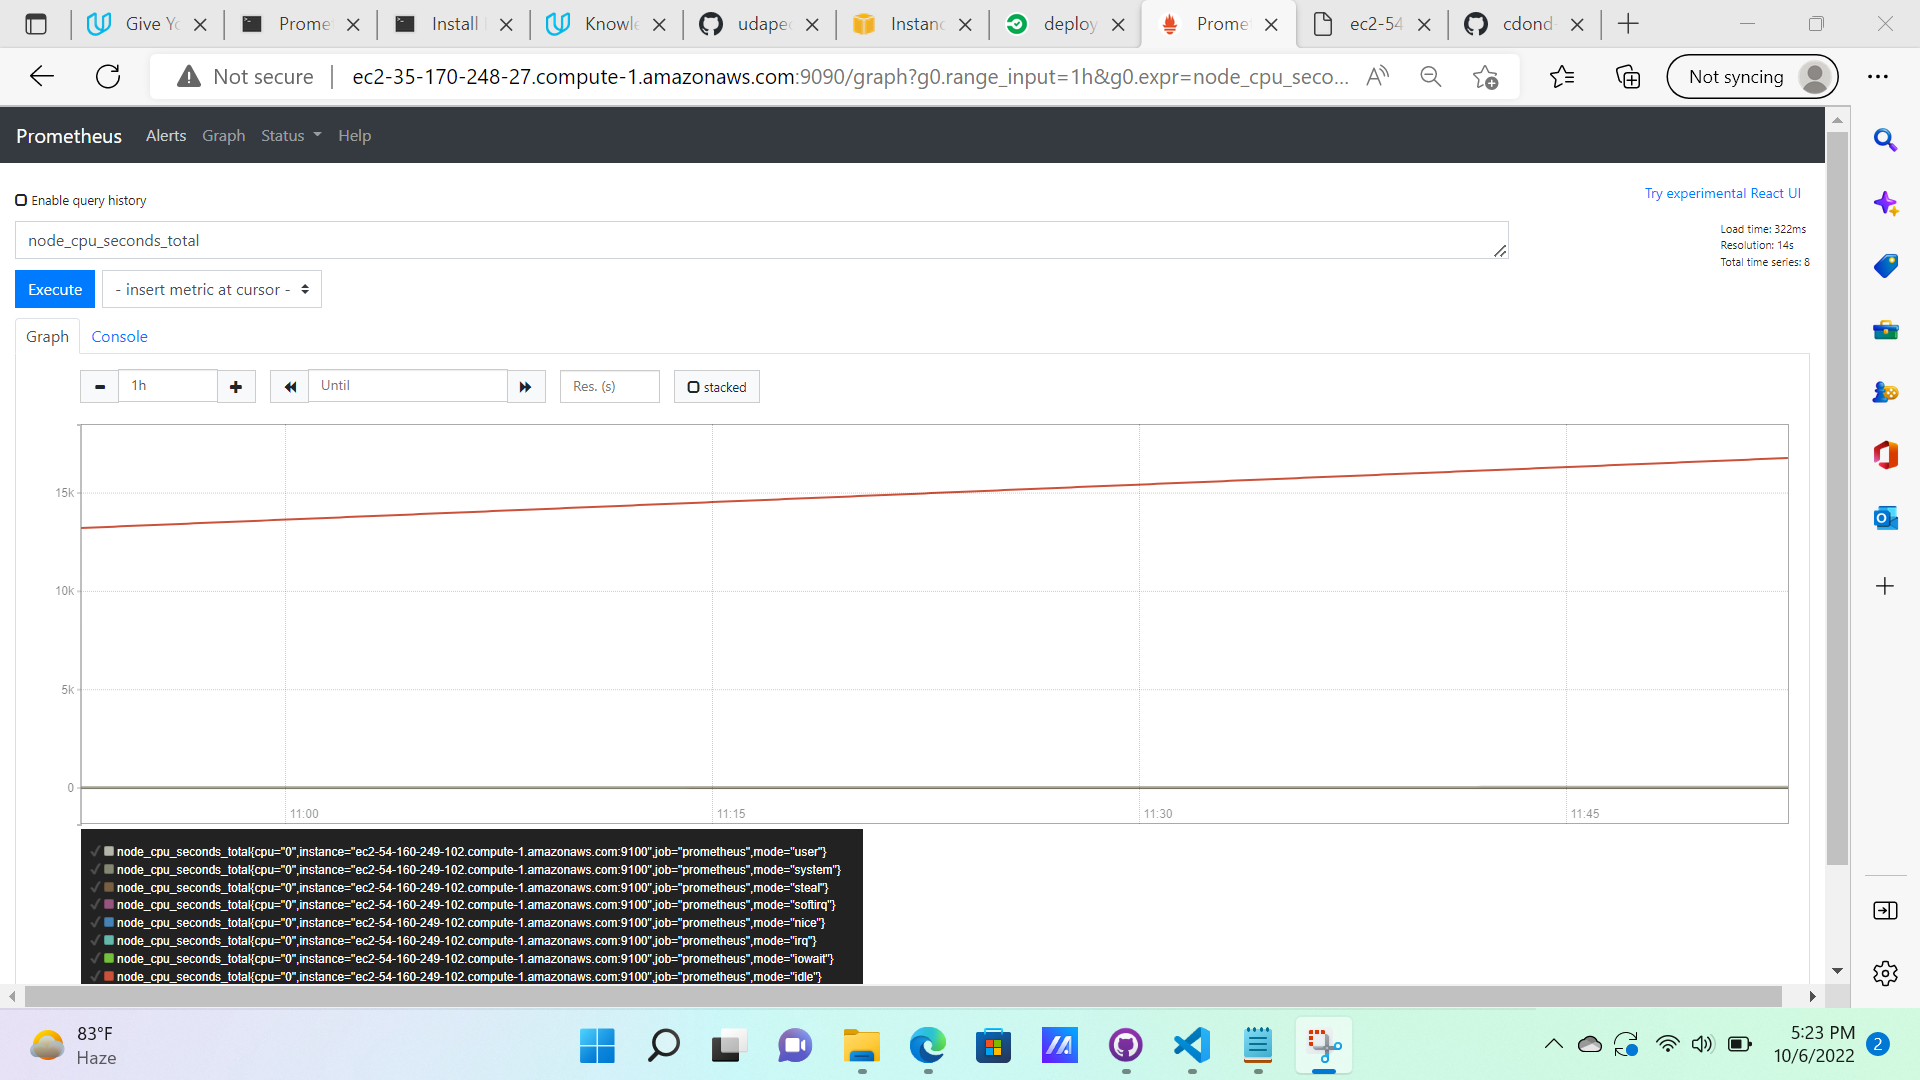 Give Yo
Promet
Install
Knowle
udape
Instanc
deploy
Promet
ec2-54
cdond-
Not secure
ec2-35-170-248-27.compute-1.amazonaws.com:9090/graph?g0.range_input=1h&g0.expr=node_cpu_seco...
Not syncing
Prometheus
Alerts
Graph
Status
Help
Enable query history
Try experimental React UI
node_cpu_seconds_total
Load time: 322ms
Resolution: 14s
Total time series: 8
Execute
- insert metric at cursor -
Graph
Console
1h
Until
Res. (s)
stacked
15k
10k
5k
0
11:00
11:15
11:30
11:45
node_cpu_seconds_total{cpu="0",instance="ec2-54-160-249-102.compute-1.amazonaws.com:9100",job="prometheus",mode="user"}
node_cpu_seconds_total{cpu="0",instance="ec2-54-160-249-102.compute-1.amazonaws.com:9100",job="prometheus",mode="system"}
node_cpu_seconds_total{cpu="0",instance="ec2-54-160-249-102.compute-1.amazonaws.com:9100",job="prometheus",mode="steal"}
node_cpu_seconds_total{cpu="0",instance="ec2-54-160-249-102.compute-1.amazonaws.com:9100",job="prometheus",mode="softirq"}
node_cpu_seconds_total{cpu="0",instance="ec2-54-160-249-102.compute-1.amazonaws.com:9100",job="prometheus",mode="nice"}
node_cpu_seconds_total{cpu="0",instance="ec2-54-160-249-102.compute-1.amazonaws.com:9100",job="prometheus",mode="irq"}
node_cpu_seconds_total{cpu="0",instance="ec2-54-160-249-102.compute-1.amazonaws.com:9100",job="prometheus",mode="iowait"}
node_cpu_seconds_total{cpu="0",instance="ec2-54-160-249-102.compute-1.amazonaws.com:9100",job="prometheus",mode="idle"}
83°F
Haze
5:23 PM
10/6/2022
2